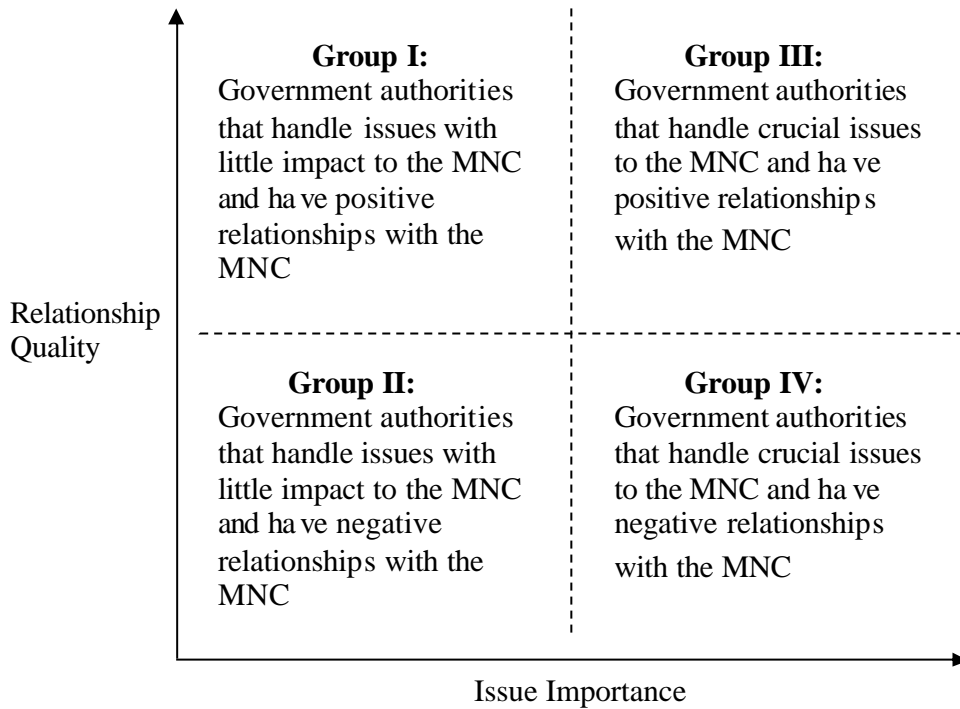 Group I:
Government authorities
that handle issues with
little impact to the MNC
and have positive
relationships with the
MNC
Group III:
Government authorities
that handle crucial issues
to the MNC and have
positive relationships
with the MNC
Relationship
Quality
Group II:
Government authorities
that handle issues with
little impact to the MNC
and have negative
relationships with the
MNC
Group IV:
Government authorities
that handle crucial issues
to the MNC and have
negative relationships
with the MNC
Issue Importance